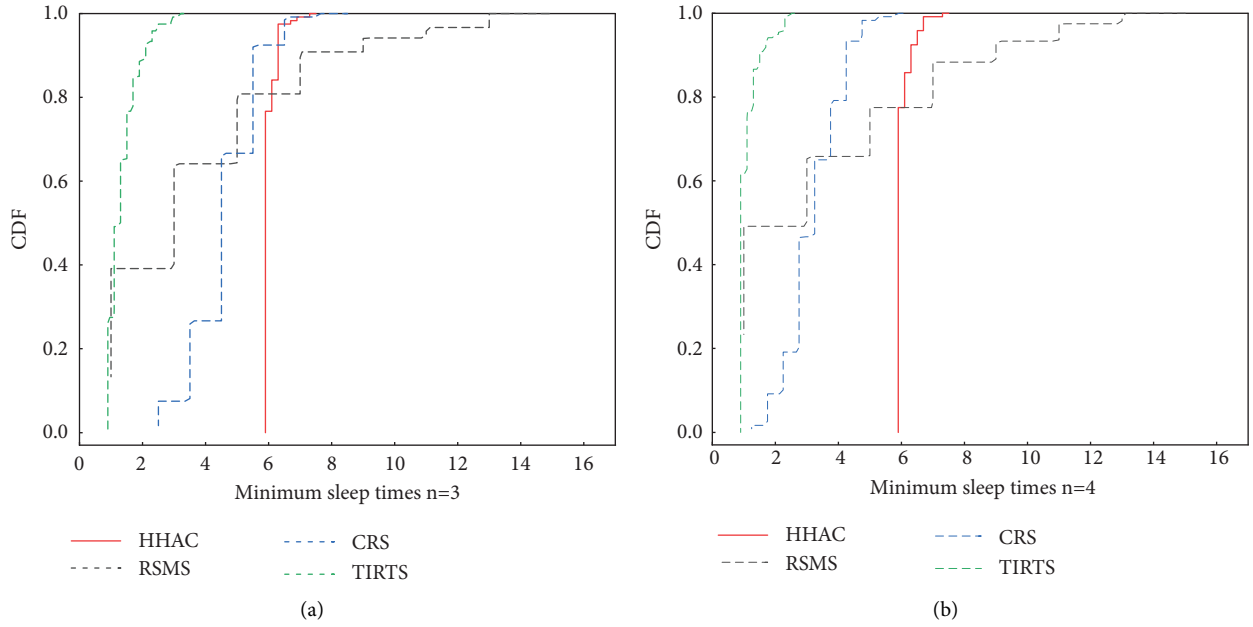 1.0
0.8
0.6
0.4
0.2
0.0
CDF
0 2 4 6 8 10 12 14 16
Minimum sleep times n=3
HHAC
CRS
RSMS
TIRTS
(a)
1.0
0.8
0.6
0.4
0.2
0.0
CDF
0 2 4 6 8 10 12 14 16
Minimum sleep times n=4
HHAC
CRS
RSMS
TIRTS
(b)